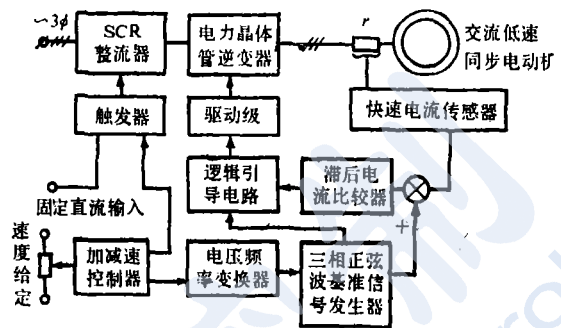 ~3φ
SCR
整流器
电力晶体
管逆变器
r
交流低速
同步电动机
触发器
驱动级
快速电流传感器
逻辑引
导电路
滞后电
流比较器
固定直流输入
+
速度给定
加减速
控制器
电压频
率变换器
三相正弦
波基准信
号发生器